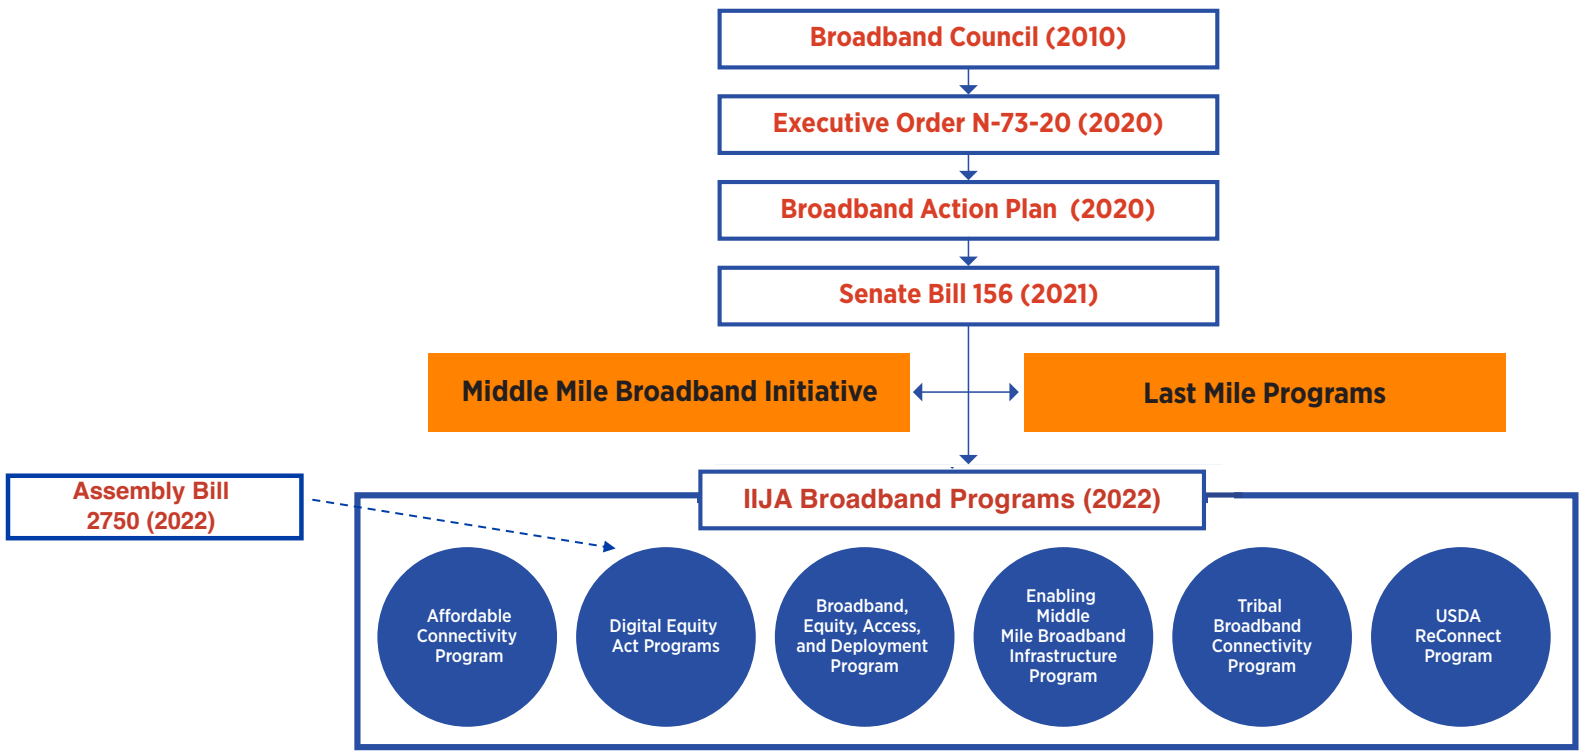 Broadband Council (2010)
Executive Order N-73-20 (2020)
Broadband Action Plan (2020)
Senate Bill 156 (2021)
Middle Mile Broadband Initiative
Last Mile Programs
Assembly Bill
2750 (2022)
IIJA Broadband Programs (2022)
Affordable
Connectivity
Program
Digital Equity
Act Programs
Broadband,
Equity, Access,
and Deployment
Program
Enabling
Middle
Mile Broadband
Infrastructure
Program
Tribal
Broadband
Connectivity
Program
USDA
ReConnect
Program